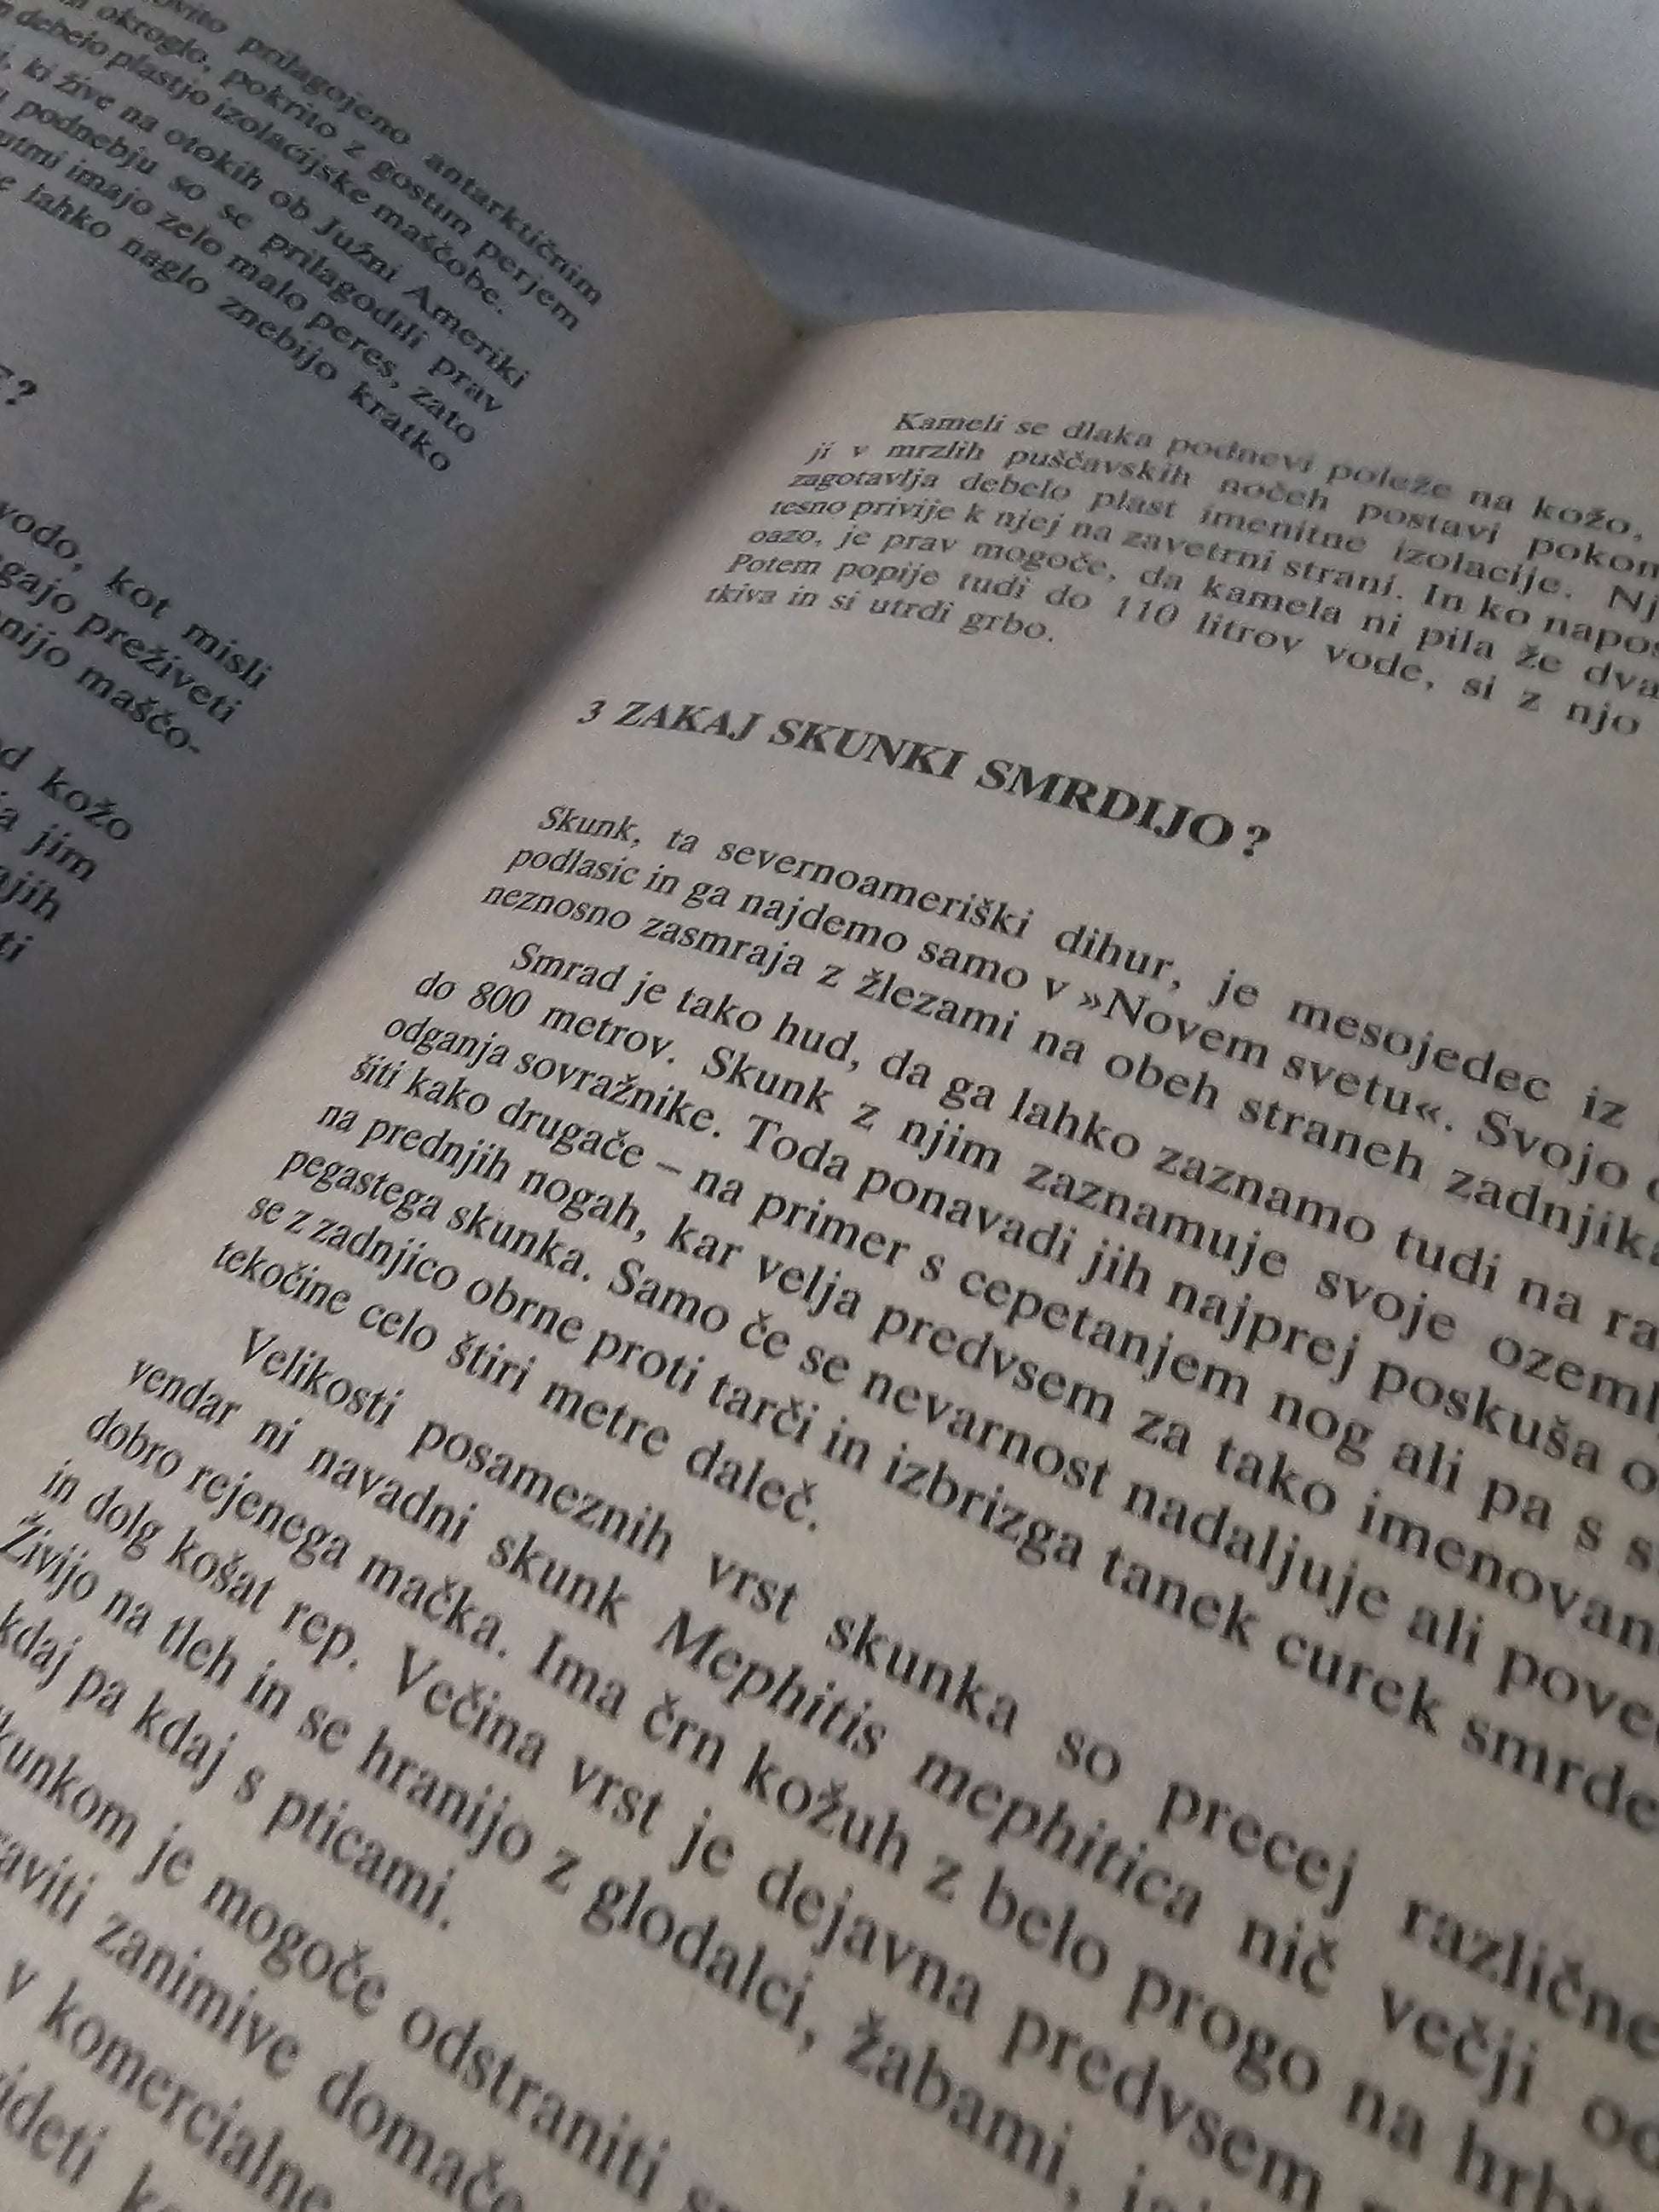 prilagojeno antarktičnim
okroglo, pokrito z gostim perjem
debelo plastjo izolacijske maščobe.
ki žive na otokih ob Južni Ameriki
podnebju so se prilagodili prav
imajo zelo malo peres, zato
lahko naglo znebijo kratko
?
vodo, kot misli
preživeti
maščo-
kožo
jim
Kameli se dlaka podnevi poleže na kožo,
ji v mrzlih puščavskih nočeh postavi
zagotavlja debelo plast imenitne izolacije.
tesno privije k njej na zavetrni strani. In ko
oazo, je prav mogoče, da kamela ni pila že
Potem popije tudi do 110 litrov vode, si z njo
tkiva in si utrdi grbo.
3 ZAKAJ SKUNKI SMRDIJO?
Skunk, ta severnoameriški dihur, je mesojedec iz
podlasic in ga najdemo samo v »Novem svetu«. Svojo
neznosno zasmraja z žlezami na obeh straneh
Smrad je tako hud, da ga lahko zaznamo tudi na
do 800 metrov. Skunk z njim zaznamuje svoje
odganja sovražnike. Toda ponavadi jih najprej poskuša
šiti kako drugače – na primer s cepetanjem nog ali pa s
na prednjih nogah, kar velja predvsem za tako
pegastega skunka. Samo če se nevarnost nadaljuje ali
se z zadnjico obrne proti tarči in izbrizga tanek curek
tekočine celo štiri metre daleč.
Velikosti posameznih vrst skunka so precej različne
vendar ni navadni skunk Mephitis mephitica nič večji
dobro rejenega mačka. Ima črn kožuh z belo progo na
in dolg košat rep. Večina vrst je dejavna predvsem
Živijo na tleh in se hranijo z glodalci, žabami,
kdaj pa kdaj s pticami.
je mogoče odstraniti
zanimive domače
v komercialne